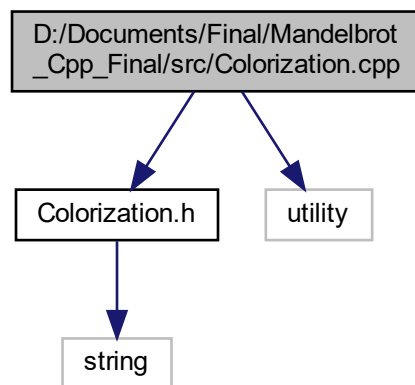 D:/Documents/Final/Mandelbrot
_Cpp_Final/src/Colorization.cpp
Colorization.h
utility
string